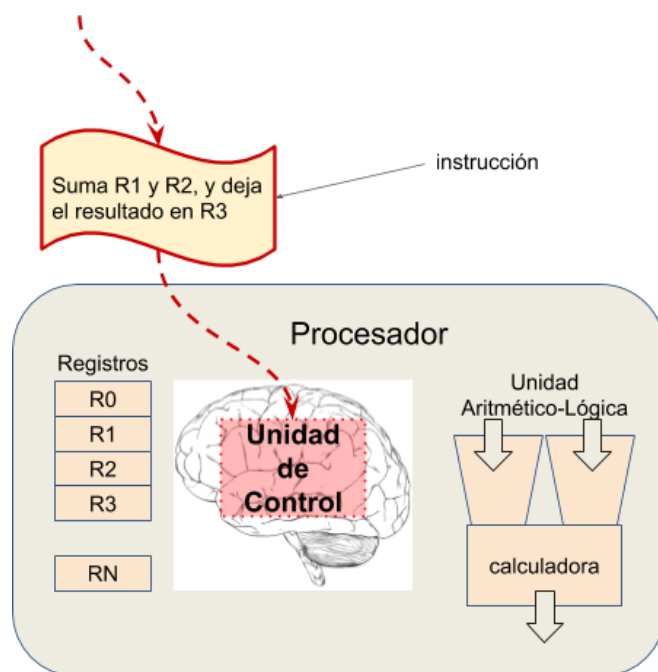 Suma R1 y R2, y deja
el resultado en R3
instrucción
Procesador
Registros
R0
R1
R2
R3
RN
Unidad
de
Control
Unidad
Aritmético-Lógica
calculadora